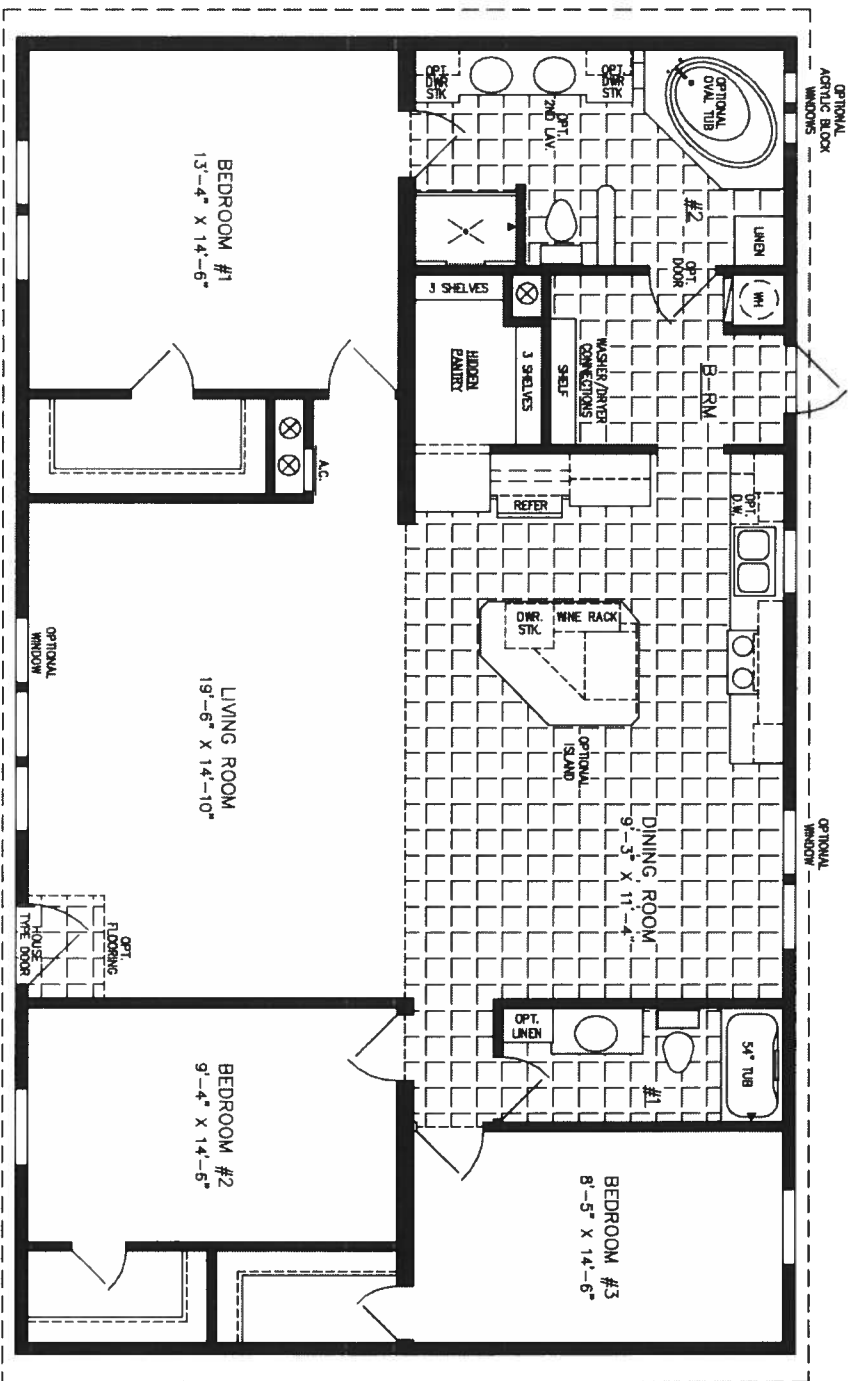 OPTIONAL
ACRYLIC BLOCK
WINDOWS
OPTIONAL
WINDOW
OPT.
DWR
STK
OPT.
2ND LAV.
OPT.
DWR
STK
OPTIONAL
OVAL TUB
#2
LINEN
OPT.
DOOR
WH
B-RM
WASHER/DRYER
CONNECTIONS
SHELF
3 SHELVES
3 SHELVES
HIDDEN
PANTRY
REFER
OPT.
D.W.
DWR.
STK.
WINE RACK
OPTIONAL
ISLAND
DINING ROOM
9'-3" X 11'-4"
OPT.
LINEN
#1
54" TUB
BEDROOM #3
8'-5" X 14'-6"
BEDROOM #1
13'-4" X 14'-6"
A.C.
LIVING ROOM
19'-6" X 14'-10"
OPT.
FLOORING
HOUSE
TYPE DOOR
BEDROOM #2
9'-4" X 14'-6"
OPTIONAL
WINDOW